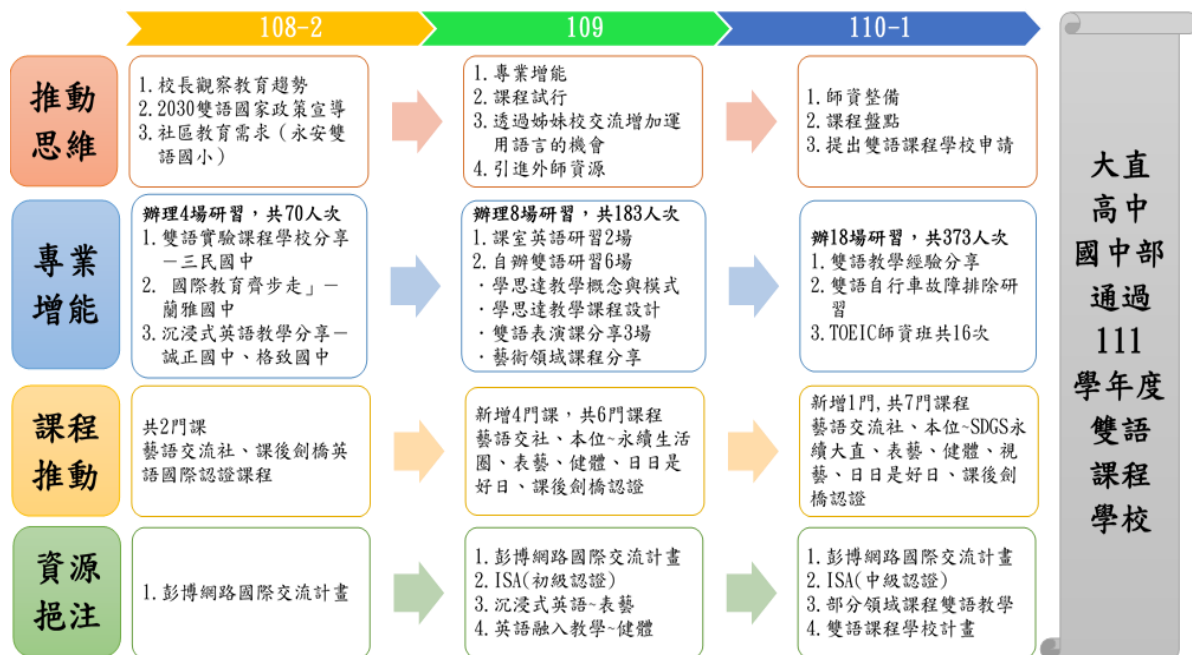 108-2
109
110-1
推動
思維
1. 校長觀察教育趨勢
2. 2030雙語國家政策宣導
3. 社區教育需求（永安雙
語國小）
1. 專業增能
2. 課程試行
3. 透過姊妹校交流增加運
用語言的機會
4. 引進外師資源
1. 師資整備
2. 課程盤點
3. 提出雙語課程學校申請
專業
增能
辦理4場研習，共70人次
1. 雙語實驗課程學校分享
－三民國中
2. 國際教育齊步走」－
蘭雅國中
3. 沉浸式英語教學分享－
誠正國中、格致國中
辦理8場研習，共183人次
1. 課室英語研習2場
2. 自辦雙語研習6場
・學思達教學概念與模式
・學思達教學課程設計
・雙語表演課分享3場
・藝術領域課程分享
辦18場研習，共373人次
1. 雙語教學經驗分享
2. 雙語自行車故障排除研
習
3. TOEIC師資班共16次
課程
推動
共2門課
藝語交流社、課後劍橋英
語國際認證課程
新增4門課，共6門課程
藝語交社、本位~永續生活
圈、表藝、健體、日日是
好日、課後劍橋認證
新增1門,共7門課程
藝語交流社、本位~SDGS永
續大直、表藝、健體、視
藝、日日是好日、課後劍
橋認證
資源
挹注
1. 彭博網路國際交流計畫
1. 彭博網路國際交流計畫
2. ISA(初級認證)
3. 沉浸式英語~表藝
4. 英語融入教學~健體
1. 彭博網路國際交流計畫
2. ISA(中級認證)
3. 部分領域課程雙語教學
4. 雙語課程學校計畫
大直
高中
國中部
通過
111
學年度
雙語
課程
學校